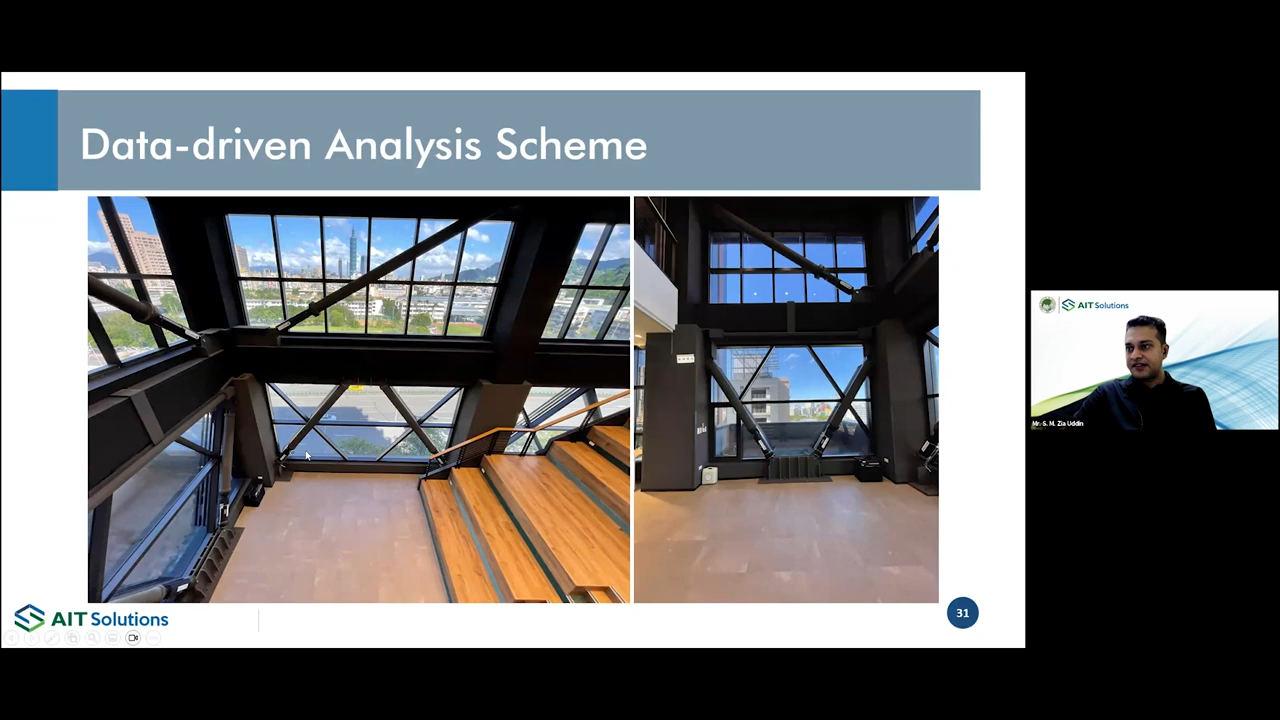 Data-driven Analysis Scheme
AIT Solutions
31
AIT Solutions
Mr. S. M. Zia Uddin